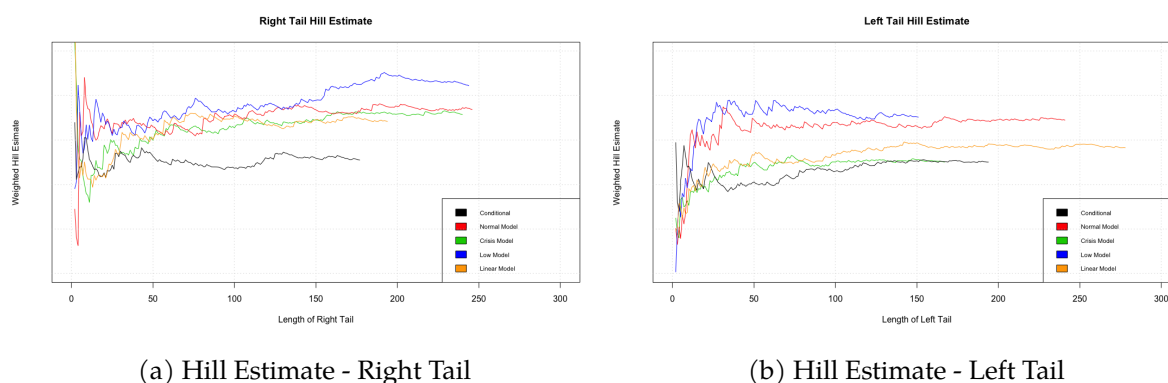 Right Tail Hill Estimate
Weighted Hill Esimate
Conditional
Normal Model
Crisis Model
Low Model
Linear Model
0 50 100 150 200 250 300
Length of Right Tail
(a) Hill Estimate - Right Tail
Left Tail Hill Estimate
Weighted Hill Esimate
Conditional
Normal Model
Crisis Model
Low Model
Linear Model
0 50 100 150 200 250 300
Length of Left Tail
(b) Hill Estimate - Left Tail